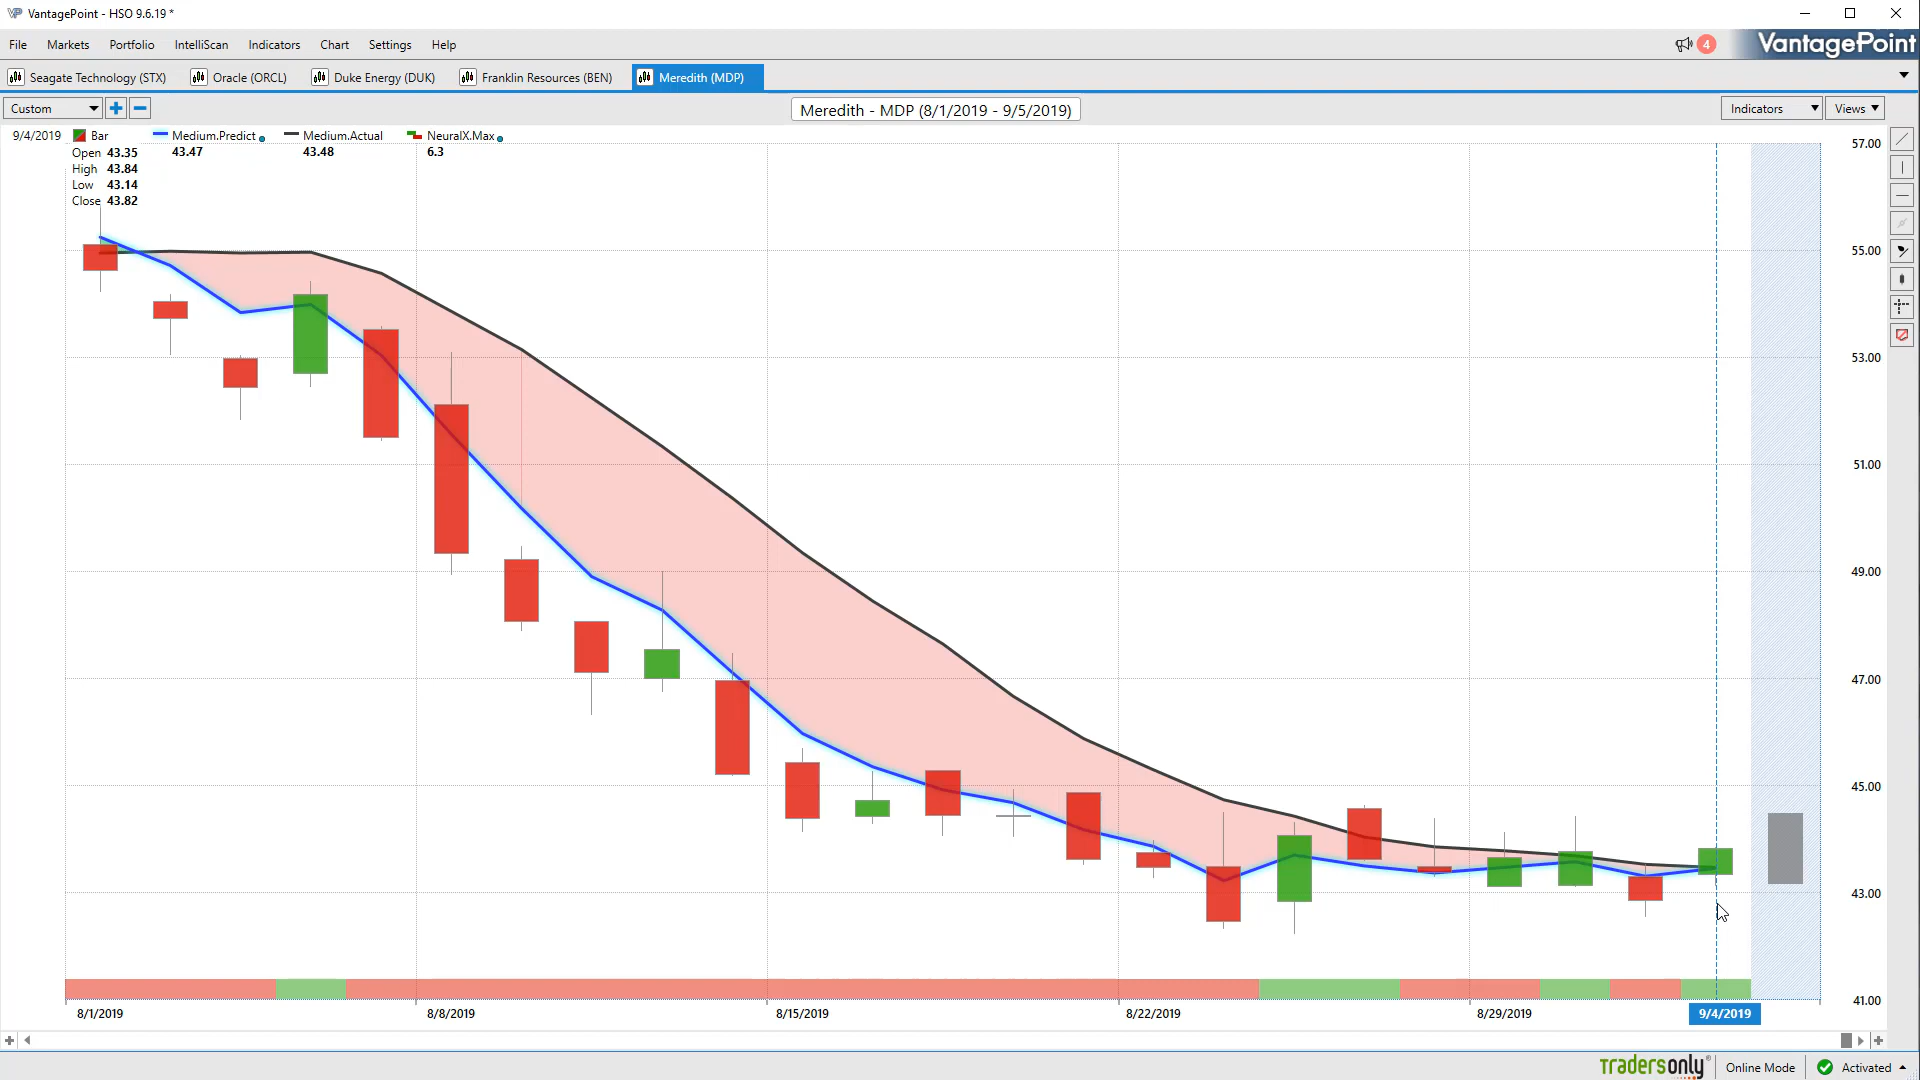 VantagePoint - HSO 9.6.19 *
File Markets Portfolio IntelliScan Indicators Chart Settings Help 4 VantagePoint
Seagate Technology (STX) Oracle (ORCL) Duke Energy (DUK) Franklin Resources (BEN) Meredith (MDP)
Custom Meredith - MDP (8/1/2019 - 9/5/2019) Indicators Views
9/4/2019 Bar Medium.Predict Medium.Actual NeuralX.Max
Open 43.35 43.47 43.48 6.3
High 43.84
Low 43.14
Close 43.82
57.00
55.00
53.00
51.00
49.00
47.00
45.00
43.00
41.00
8/1/2019 8/8/2019 8/15/2019 8/22/2019 8/29/2019 9/4/2019
tradersonly Online Mode Activated